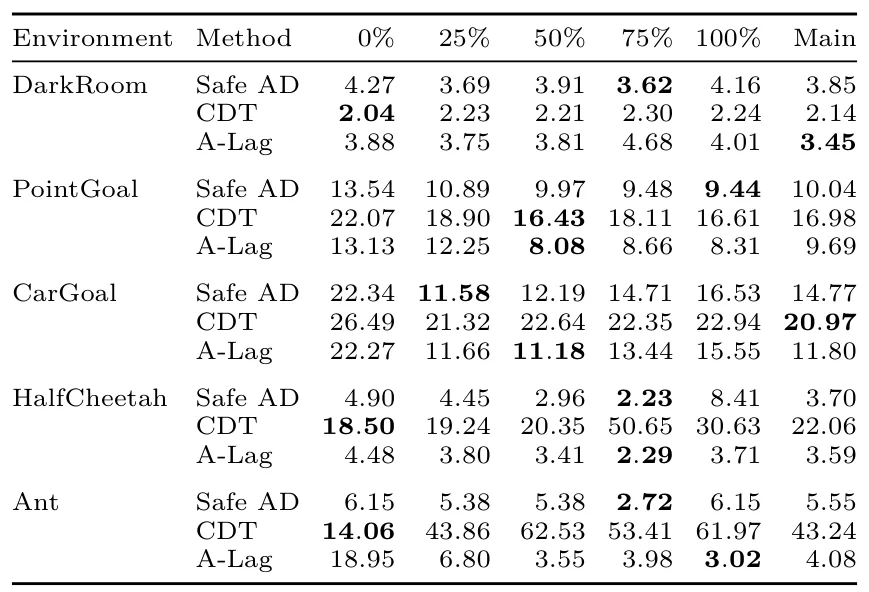 Environment Method 0% 25% 50% 75% 100% Main
DarkRoom Safe AD 4.27 3.69 3.91 3.62 4.16 3.85
CDT 2.04 2.23 2.21 2.30 2.24 2.14
A-Lag 3.88 3.75 3.81 4.68 4.01 3.45
PointGoal Safe AD 13.54 10.89 9.97 9.48 9.44 10.04
CDT 22.07 18.90 16.43 18.11 16.61 16.98
A-Lag 13.13 12.25 8.08 8.66 8.31 9.69
CarGoal Safe AD 22.34 11.58 12.19 14.71 16.53 14.77
CDT 26.49 21.32 22.64 22.35 22.94 20.97
A-Lag 22.27 11.66 11.18 13.44 15.55 11.80
HalfCheetah Safe AD 4.90 4.45 2.96 2.23 8.41 3.70
CDT 18.50 19.24 20.35 50.65 30.63 22.06
A-Lag 4.48 3.80 3.41 2.29 3.71 3.59
Ant Safe AD 6.15 5.38 5.38 2.72 6.15 5.55
CDT 14.06 43.86 62.53 53.41 61.97 43.24
A-Lag 18.95 6.80 3.55 3.98 3.02 4.08